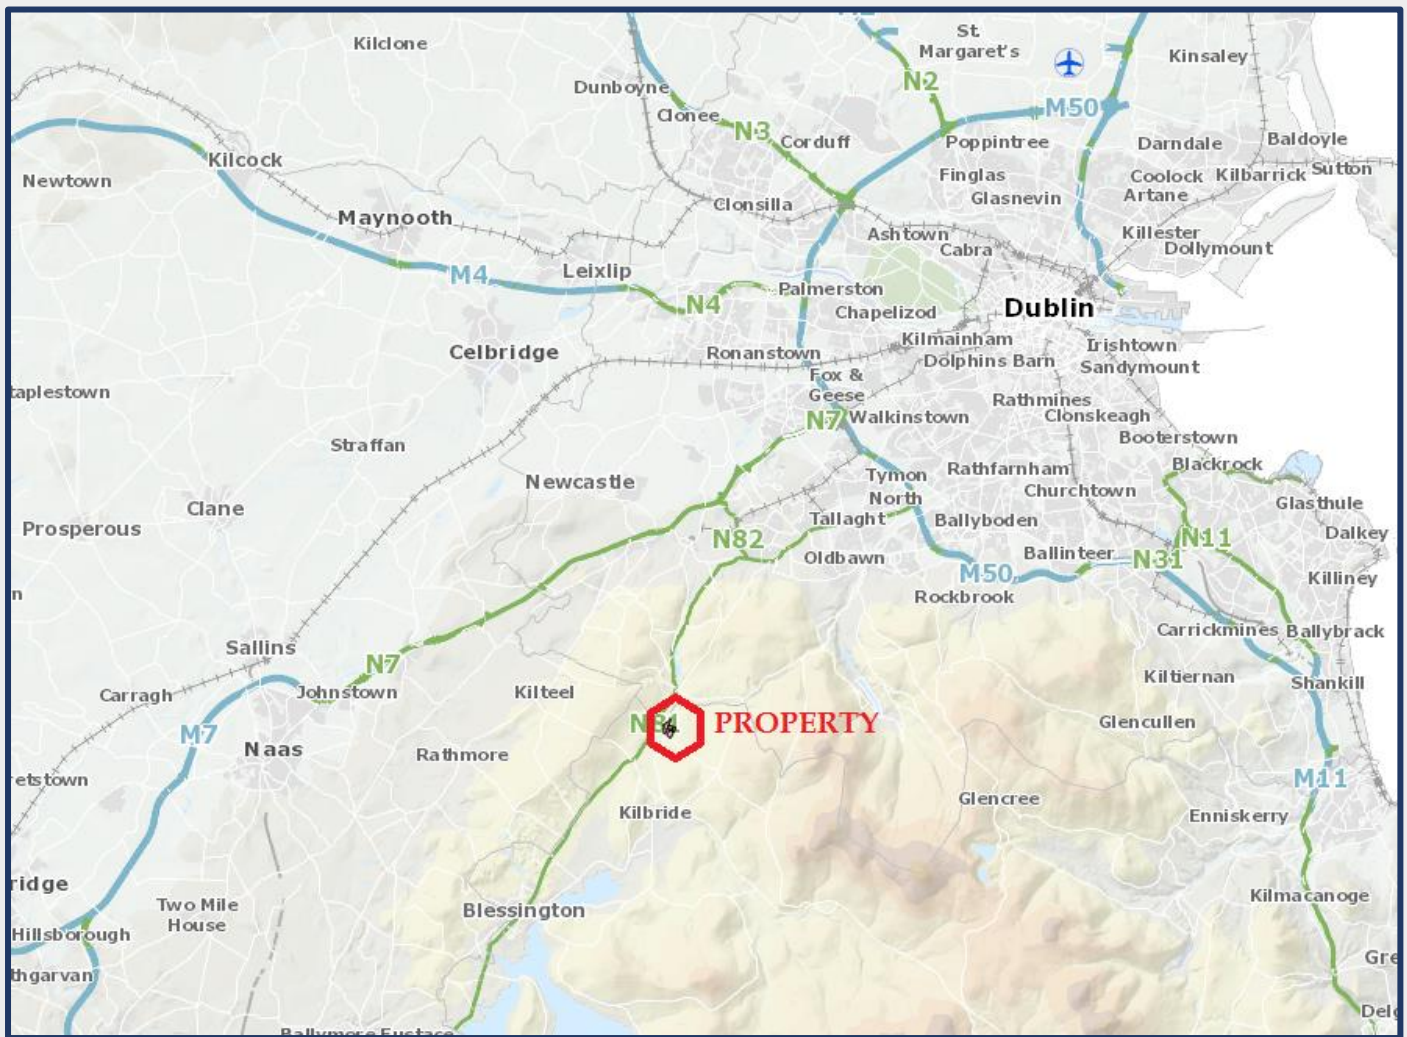 Kilclone
St.
Margaret's
Kinsaley
Dunboyne
N2
Clonee
M50
N3
Corduff
Poppintree
Darndale
Baldoyle
Kilcock
Newtown
Finglas
Coolock
Kilbarrick
Sutton
Glasnevin
Artane
Maynooth
Clonsilla
Ashtown
Killester
Cabra
Dollymount
M4
Leixlip
N4
Palmerston
Chapelizod
Dublin
Kilmainham
Irishtown
Celbridge
Ronanstown
Dolphins Barn
Sandymount
Fox &
Geese
taplestown
Rathmines
N7
Walkinstown
Clonskeagh
Straffan
Booterstown
Blackrock
Newcastle
Tymon
North
Rathfarnham
Churchtown
Glasthule
Clane
Prosperous
Tallaght
Ballyboden
Dalkey
N82
Oldbawn
Ballinteer
N31
N11
M50
Killiney
n
Rockbrook
Sallins
Carrickmines
Ballybrack
N7
Kiltiernan
Shankill
Carragh
Johnstown
Kilteel
PROPERTY
Glencullen
M7
Naas
Rathmore
etstown
M11
Glencree
Kilbride
Enniskerry
ridge
Two Mile
House
Blessington
Kilmacanoge
Hillsborough
Gre
thgarvan
Delg
Ballymore Eustace